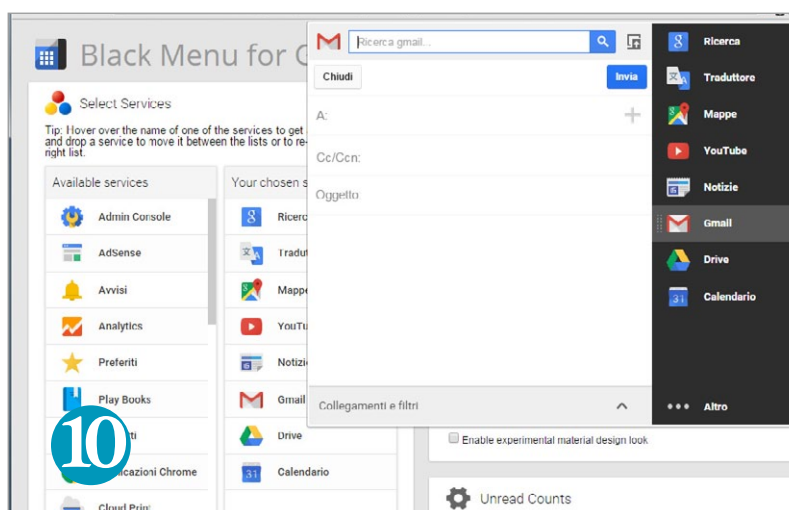 Black Menu for
Select Services
Tip: Hover over the name of one of the services to get
and drop a service to move it between the lists or to re-
right list.
Available services
Admin Console
AdSense
Avvisi
Analytics
Preferiti
Play Books
ti
icazioni Chrome
Cloud Print
Your chosen s
Ricerc
Tradut
Mappe
YouTu
Notizie
Gmail
Drive
Calendario
Ricerca gmail...
Chiudi
Invia
A:
Cc/Ccn:
Oggetto
Collegamenti e filtri
Ricerca
Traduttore
Mappe
YouTube
Notizie
Gmail
Drive
Calendario
Altro
Enable experimental material design look
Unread Counts
10